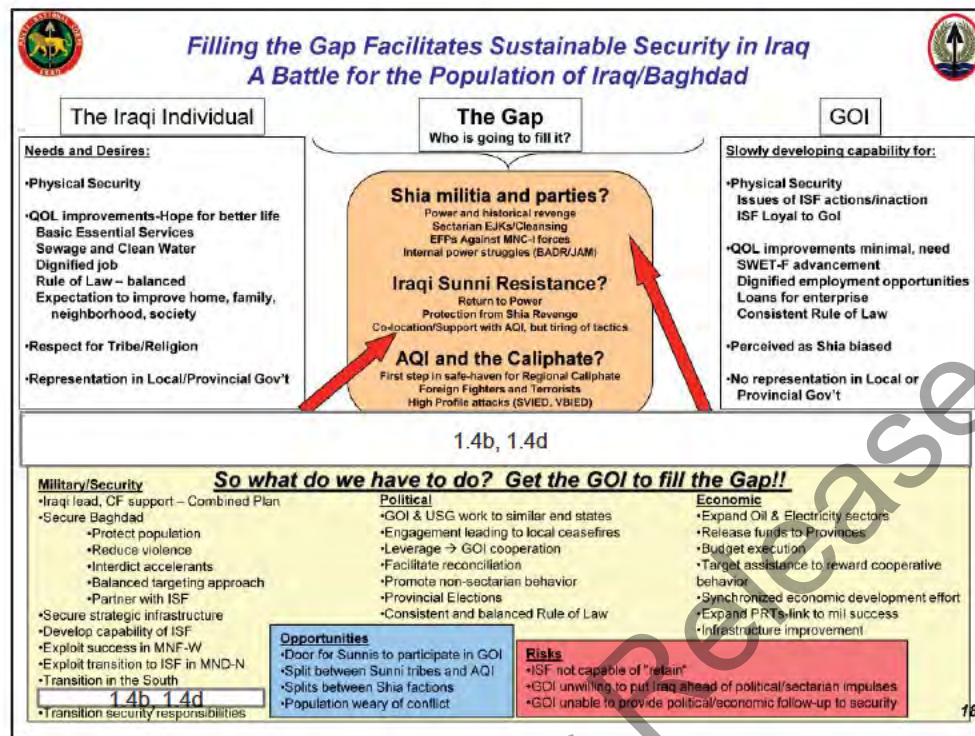 Filling the Gap Facilitates Sustainable Security in Iraq
A Battle for the Population of Iraq/Baghdad
The Iraqi Individual
Needs and Desires:
•Physical Security
•QOL improvements-Hope for better life
Basic Essential Services
Sewage and Clean Water
Dignified job
Rule of Law – balanced
Expectation to improve home, family,
neighborhood, society
•Respect for Tribe/Religion
•Representation in Local/Provincial Gov't
The Gap
Who is going to fill it?
Shia militia and parties?
Power and historical revenge
Sectarian EJKs/Cleansing
EFPs Against MNC-I forces
Internal power struggles (BADR/JAM)
Iraqi Sunni Resistance?
Return to Power
Protection from Shia Revenge
Co-location/Support with AQI, but tiring of tactics
AQI and the Caliphate?
First step in safe-haven for Regional Caliphate
Foreign Fighters and Terrorists
High Profile attacks (SVIED, VBIED)
GOI
Slowly developing capability for:
•Physical Security
Issues of ISF actions/inaction
ISF Loyal to GoI
•QOL improvements minimal, need
SWET-F advancement
Dignified employment opportunities
Loans for enterprise
Consistent Rule of Law
•Perceived as Shia biased
•No representation in Local or
Provincial Gov't
1.4b, 1.4d
So what do we have to do? Get the GOI to fill the Gap!!
Military/Security
•Iraqi lead, CF support – Combined Plan
•Secure Baghdad
•Protect population
•Reduce violence
•Interdict accelerants
•Balanced targeting approach
•Partner with ISF
•Secure strategic infrastructure
•Develop capability of ISF
•Exploit success in MNF-W
•Exploit transition to ISF in MND-N
•Transition in the South
1.4b, 1.4d
•Transition security responsibilities
Political
•GOI & USG work to similar end states
•Engagement leading to local ceasefires
•Leverage → GOI cooperation
•Facilitate reconciliation
•Promote non-sectarian behavior
•Provincial Elections
•Consistent and balanced Rule of Law
Economic
•Expand Oil & Electricity sectors
•Release funds to Provinces
•Budget execution
•Target assistance to reward cooperative
behavior
•Synchronized economic development effort
•Expand PRTs-link to mil success
•Infrastructure improvement
Opportunities
•Door for Sunnis to participate in GOI
•Split between Sunni tribes and AQI
•Splits between Shia factions
•Population weary of conflict
Risks
•ISF not capable of "retain"
•GOI unwilling to put Iraq ahead of political/sectarian impulses
•GOI unable to provide political/economic follow-up to security
18
Release